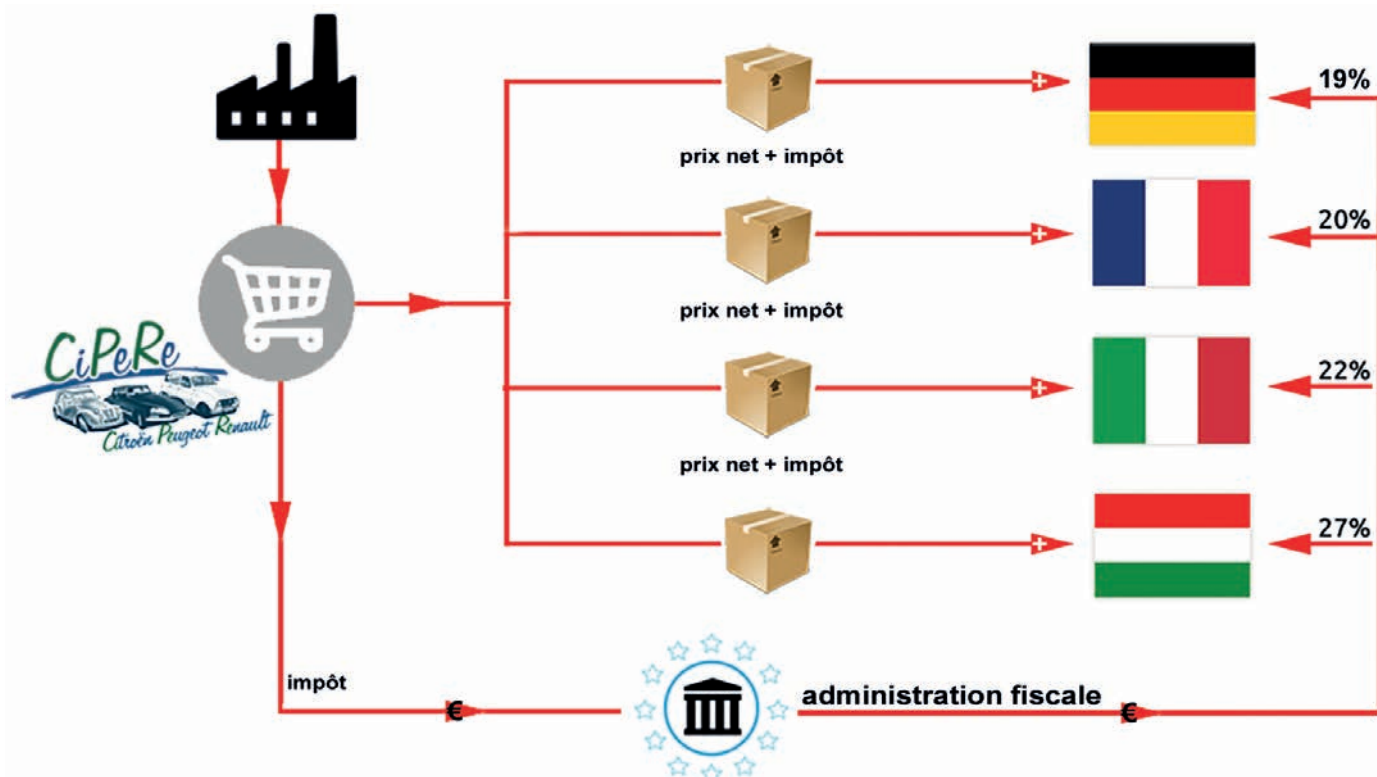 19%
prix net + impôt
20%
prix net + impôt
CiPeRe
Citroën Peugeot Renault
22%
prix net + impôt
27%
impôt
€
administration fiscale
€